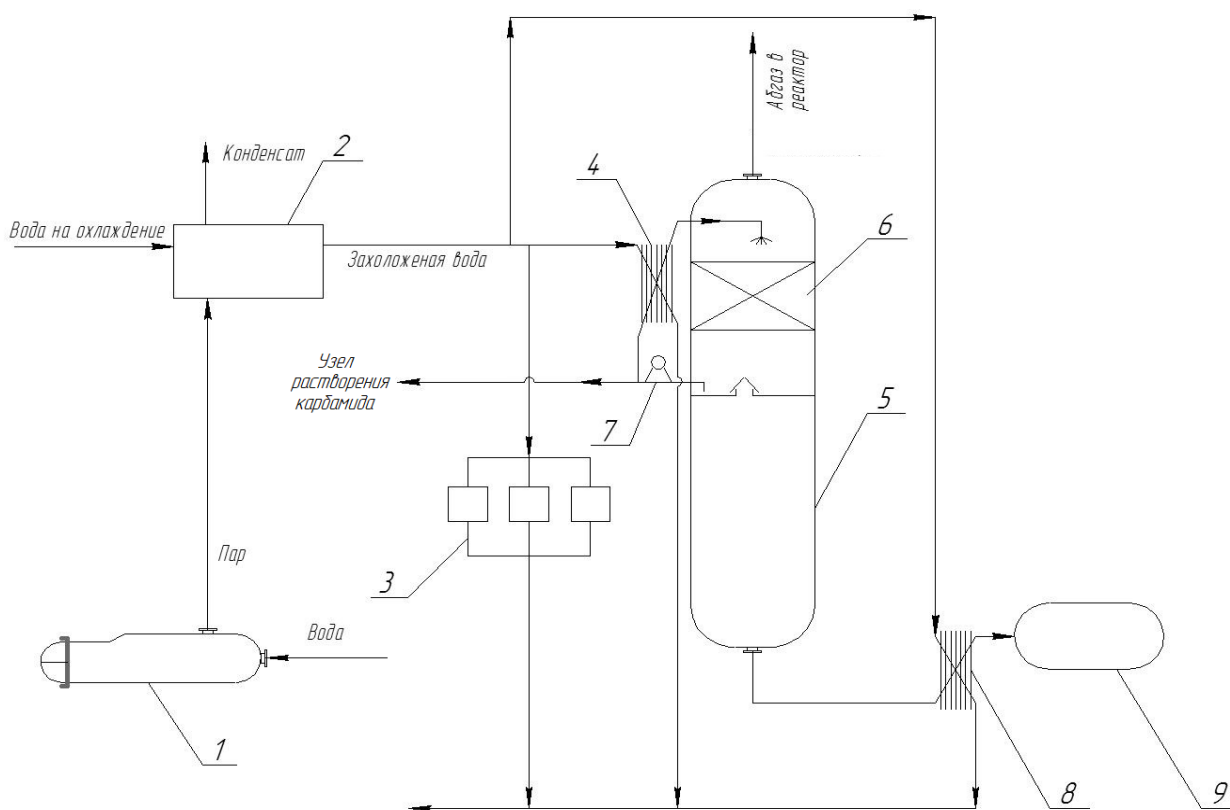 Абгаз в
реактор
Конденсат
2
4
Вода на охлаждение
Захоложеная вода
6
Узел
растворения
карбамида
7
5
Пар
3
Вода
1
8
9